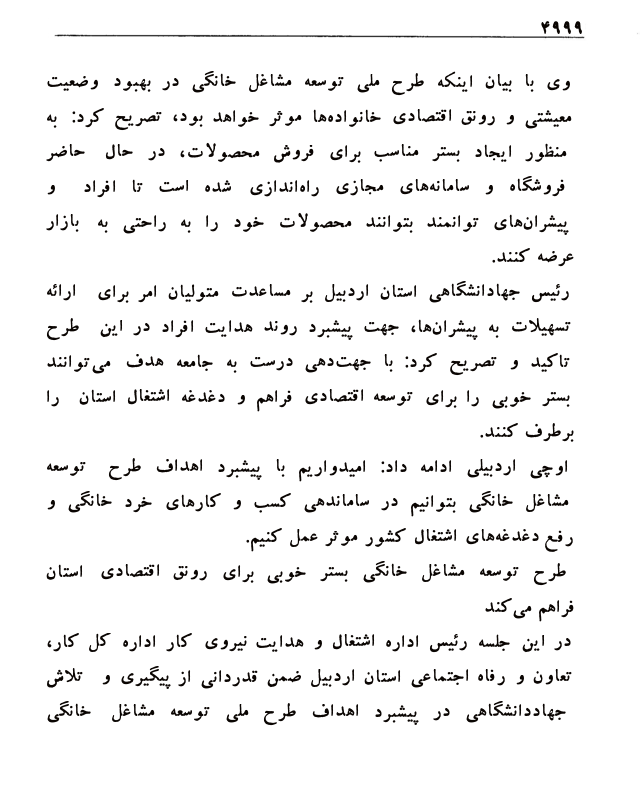 ۴۹۹۹
وی با بیان اینکه طرح ملی توسعه مشاغل خانگی در بهبود وضعیت
معیشتی و رونق اقتصادی خانواده‌ها موثر خواهد بود، تصریح کرد: به
منظور ایجاد بستر مناسب برای فروش محصولات، در حال حاضر
فروشگاه و سامانه‌های مجازی راه‌اندازی شده است تا افراد و
پیشران‌های توانمند بتوانند محصولات خود را به راحتی به بازار
عرضه کنند.
رئیس جهاددانشگاهی استان اردبیل بر مساعدت متولیان امر برای ارائه
تسهیلات به پیشران‌ها، جهت پیشبرد روند هدایت افراد در این طرح
تاکید و تصریح کرد: با جهت‌دهی درست به جامعه هدف می‌توانند
بستر خوبی را برای توسعه اقتصادی فراهم و دغدغه اشتغال استان را
برطرف کنند.
اوچی اردبیلی ادامه داد: امیدواریم با پیشبرد اهداف طرح توسعه
مشاغل خانگی بتوانیم در ساماندهی کسب و کارهای خرد خانگی و
رفع دغدغه‌های اشتغال کشور موثر عمل کنیم.
طرح توسعه مشاغل خانگی بستر خوبی برای رونق اقتصادی استان
فراهم می‌کند
در این جلسه رئیس اداره اشتغال و هدایت نیروی کار اداره کل کار،
تعاون و رفاه اجتماعی استان اردبیل ضمن قدردانی از پیگیری و تلاش
جهاددانشگاهی در پیشبرد اهداف طرح ملی توسعه مشاغل خانگی